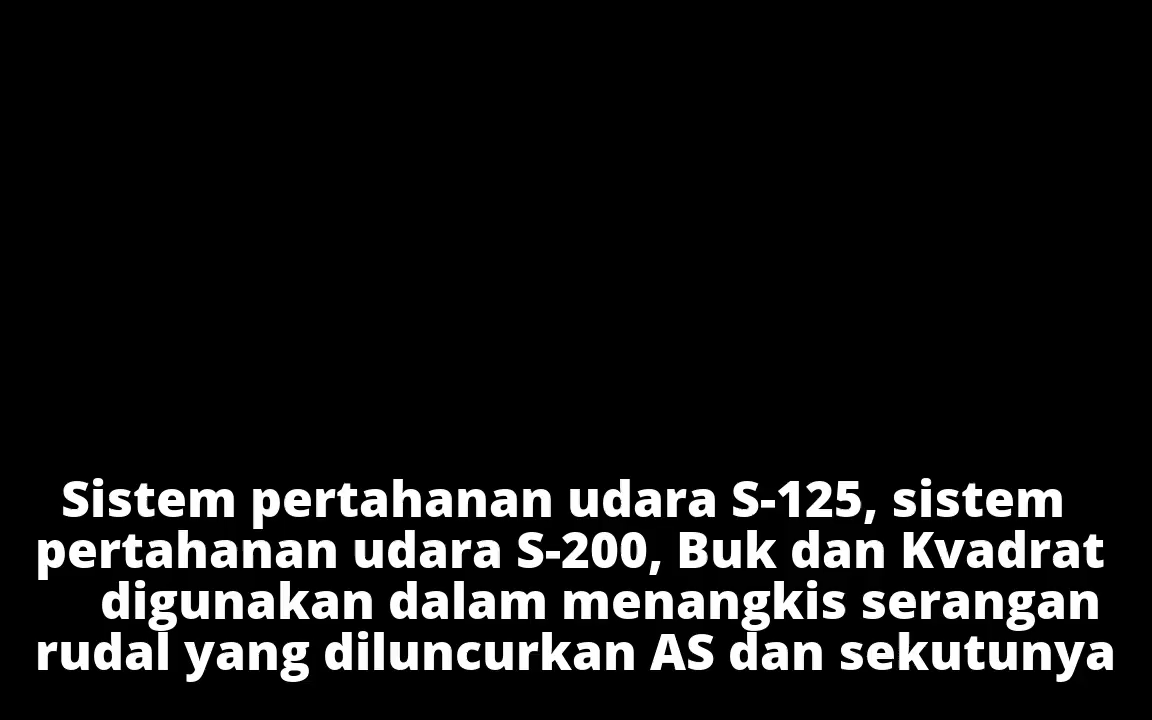 Sistem pertahanan udara S-125, sistem
pertahanan udara S-200, Buk dan Kvadrat
digunakan dalam menangkis serangan
rudal yang diluncurkan AS dan sekutunya